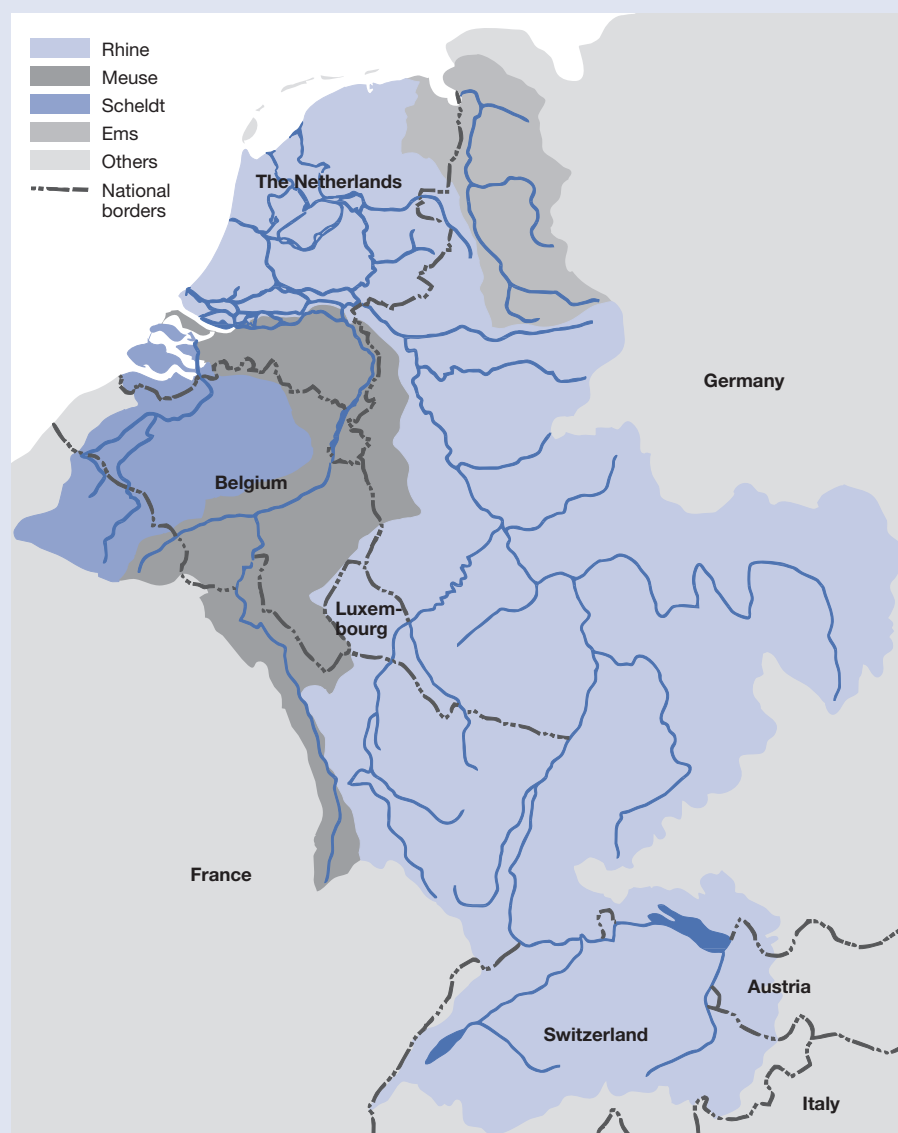 Rhine
Meuse
Scheldt
Ems
Others
National
borders
The Netherlands
Germany
Belgium
Luxem-
bourg
France
Austria
Switzerland
Italy